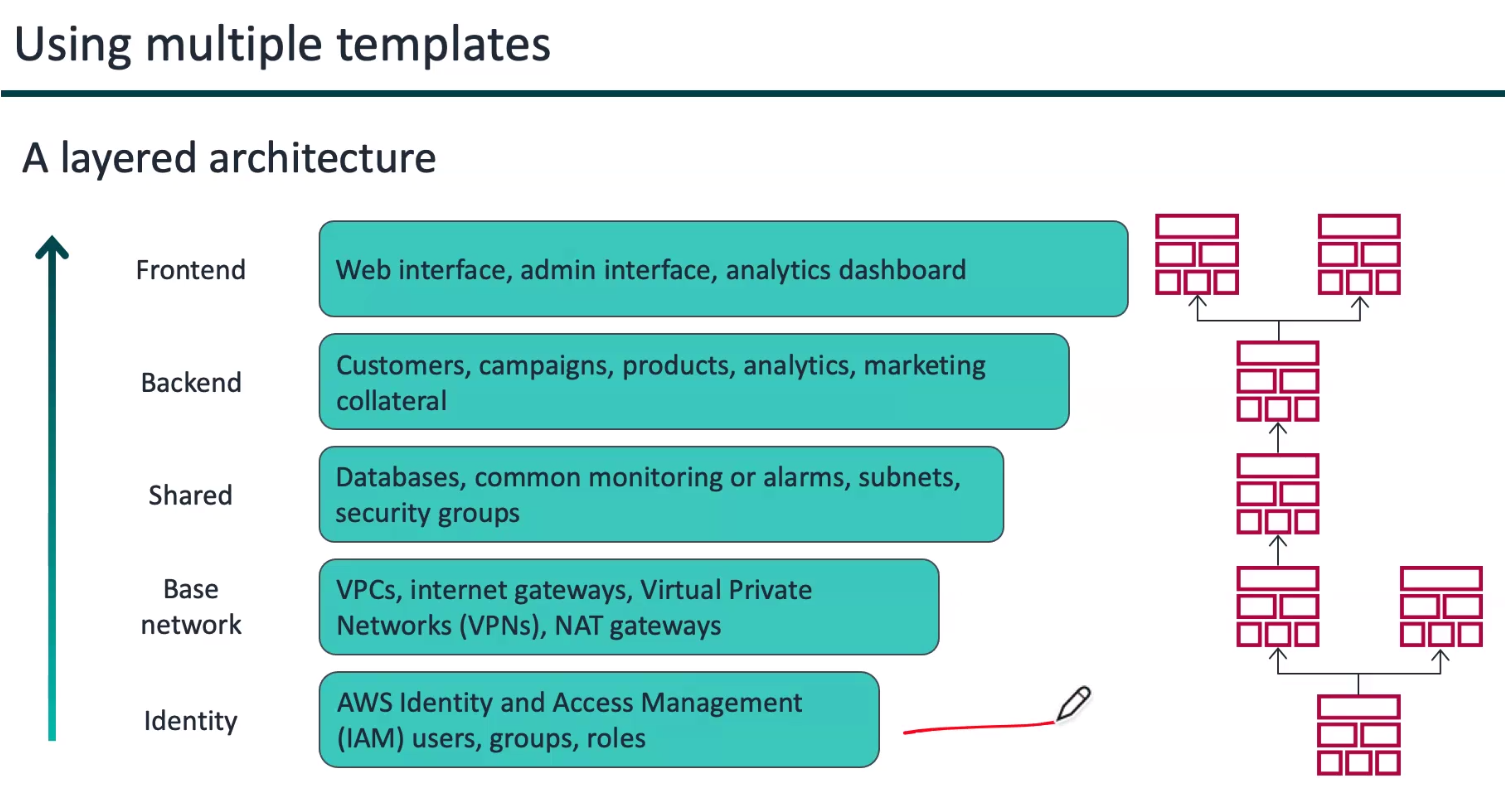 Using multiple templates
A layered architecture
Frontend
Web interface, admin interface, analytics dashboard
Backend
Customers, campaigns, products, analytics, marketing
collateral
Shared
Databases, common monitoring or alarms, subnets,
security groups
Base
network
VPCs, internet gateways, Virtual Private
Networks (VPNs), NAT gateways
Identity
AWS Identity and Access Management
(IAM) users, groups, roles